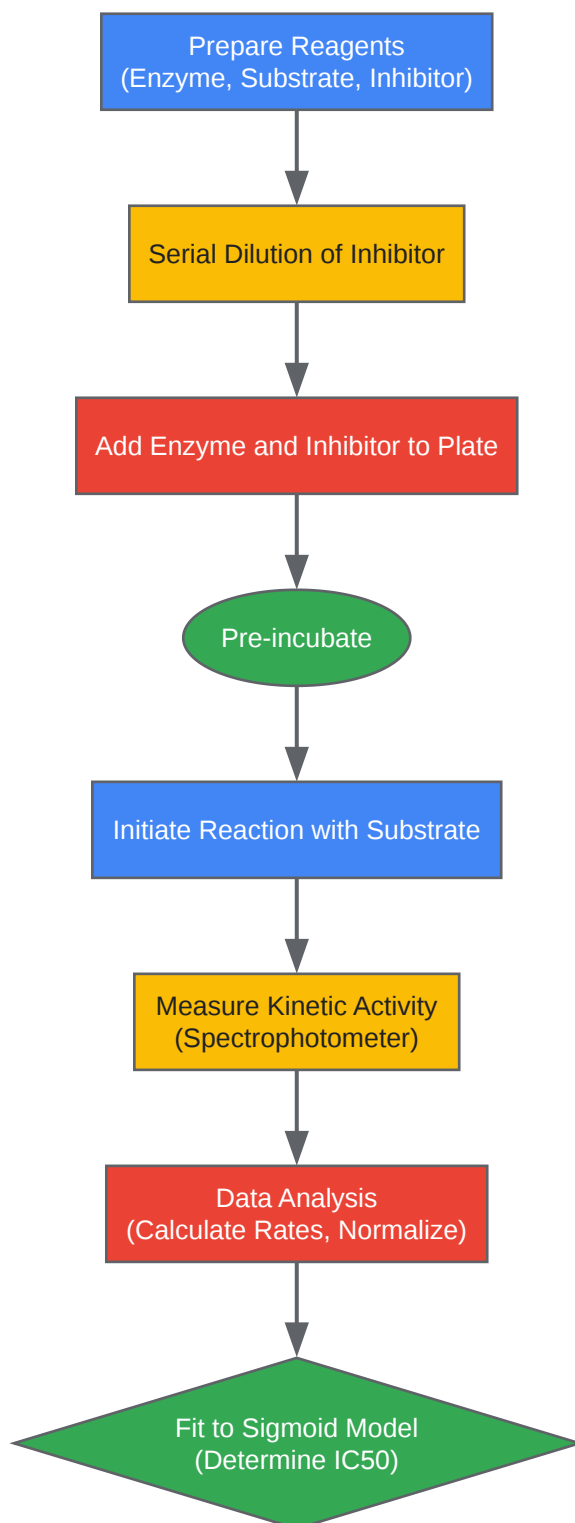 Prepare Reagents
(Enzyme, Substrate, Inhibitor)
Serial Dilution of Inhibitor
Add Enzyme and Inhibitor to Plate
Pre-incubate
Initiate Reaction with Substrate
Measure Kinetic Activity
(Spectrophotometer)
Data Analysis
(Calculate Rates, Normalize)
Fit to Sigmoid Model
(Determine IC50)